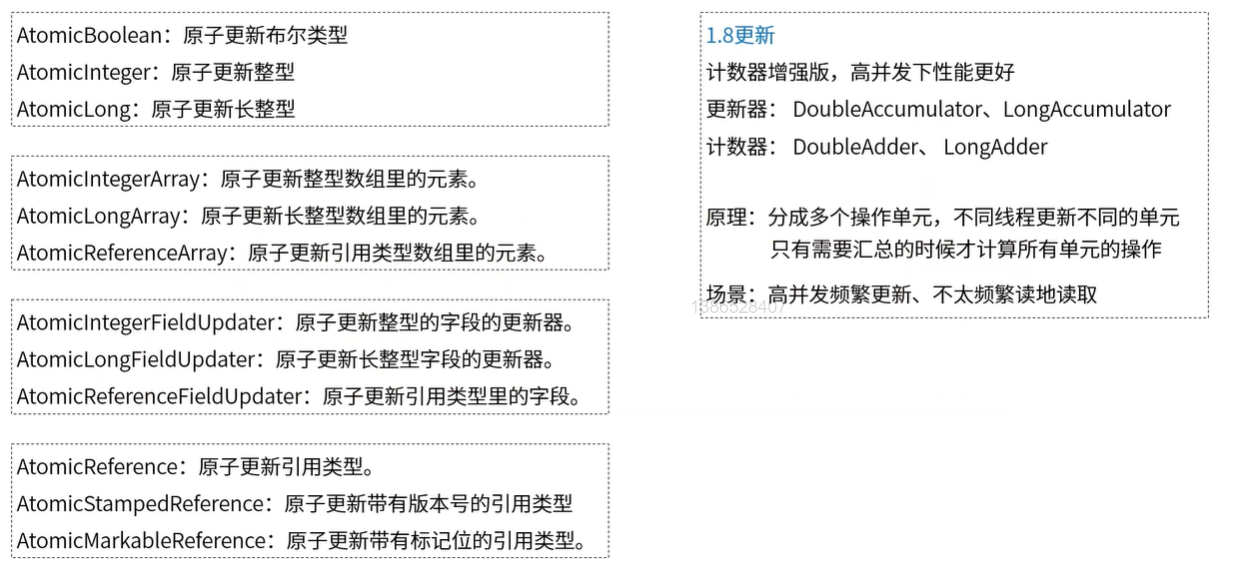 AtomicBoolean：原子更新布尔类型
AtomicInteger：原子更新整型
AtomicLong：原子更新长整型
AtomicIntegerArray：原子更新整型数组里的元素。
AtomicLongArray：原子更新长整型数组里的元素。
AtomicReferenceArray：原子更新引用类型数组里的元素。
AtomicIntegerFieldUpdater：原子更新整型的字段的更新器。
AtomicLongFieldUpdater：原子更新长整型字段的更新器。
AtomicReferenceFieldUpdater：原子更新引用类型里的字段。
AtomicReference：原子更新引用类型。
AtomicStampedReference：原子更新带有版本号的引用类型
AtomicMarkableReference：原子更新带有标记位的引用类型。
1.8更新
计数器增强版，高并发下性能更好
更新器： DoubleAccumulator、LongAccumulator
计数器： DoubleAdder、 LongAdder
原理：分成多个操作单元，不同线程更新不同的单元
只有需要汇总的时候才计算所有单元的操作
场景：高并发频繁更新、不太频繁读地读取